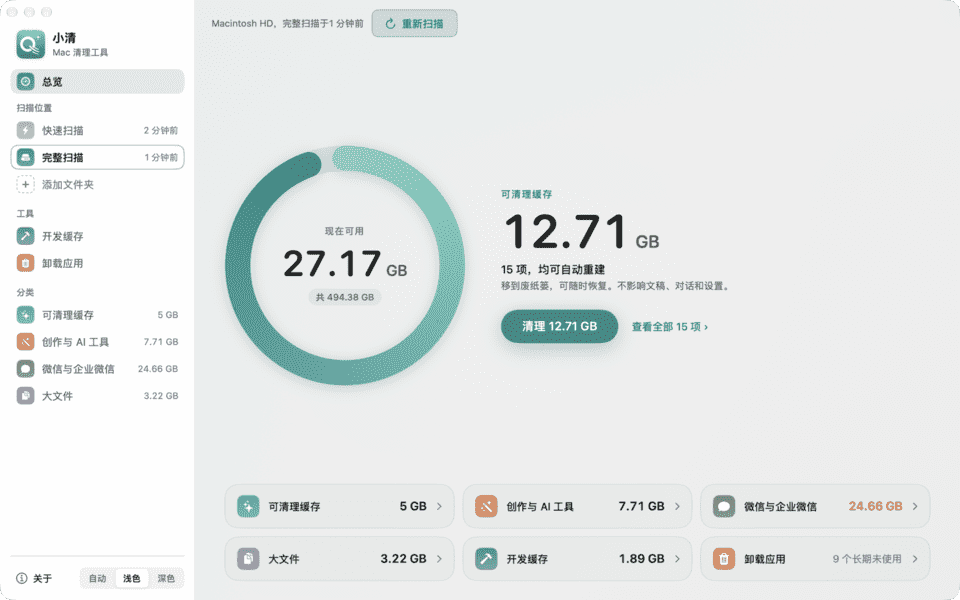 小清
Mac 清理工具
总览
扫描位置
快速扫描 2 分钟前
完整扫描 1 分钟前
添加文件夹
工具
开发缓存
卸载应用
分类
可清理缓存 5 GB
创作与 AI 工具 7.71 GB
微信与企业微信 24.66 GB
大文件 3.22 GB
关于 自动 浅色 深色
Macintosh HD，完整扫描于1 分钟前 重新扫描
现在可用
27.17 GB
共 494.38 GB
可清理缓存
12.71 GB
15 项，均可自动重建
移到废纸篓，可随时恢复。不影响文稿、对话和设置。
清理 12.71 GB 查看全部 15 项 ›
可清理缓存 5 GB
创作与 AI 工具 7.71 GB
微信与企业微信 24.66 GB
大文件 3.22 GB
开发缓存 1.89 GB
卸载应用 9 个长期未使用